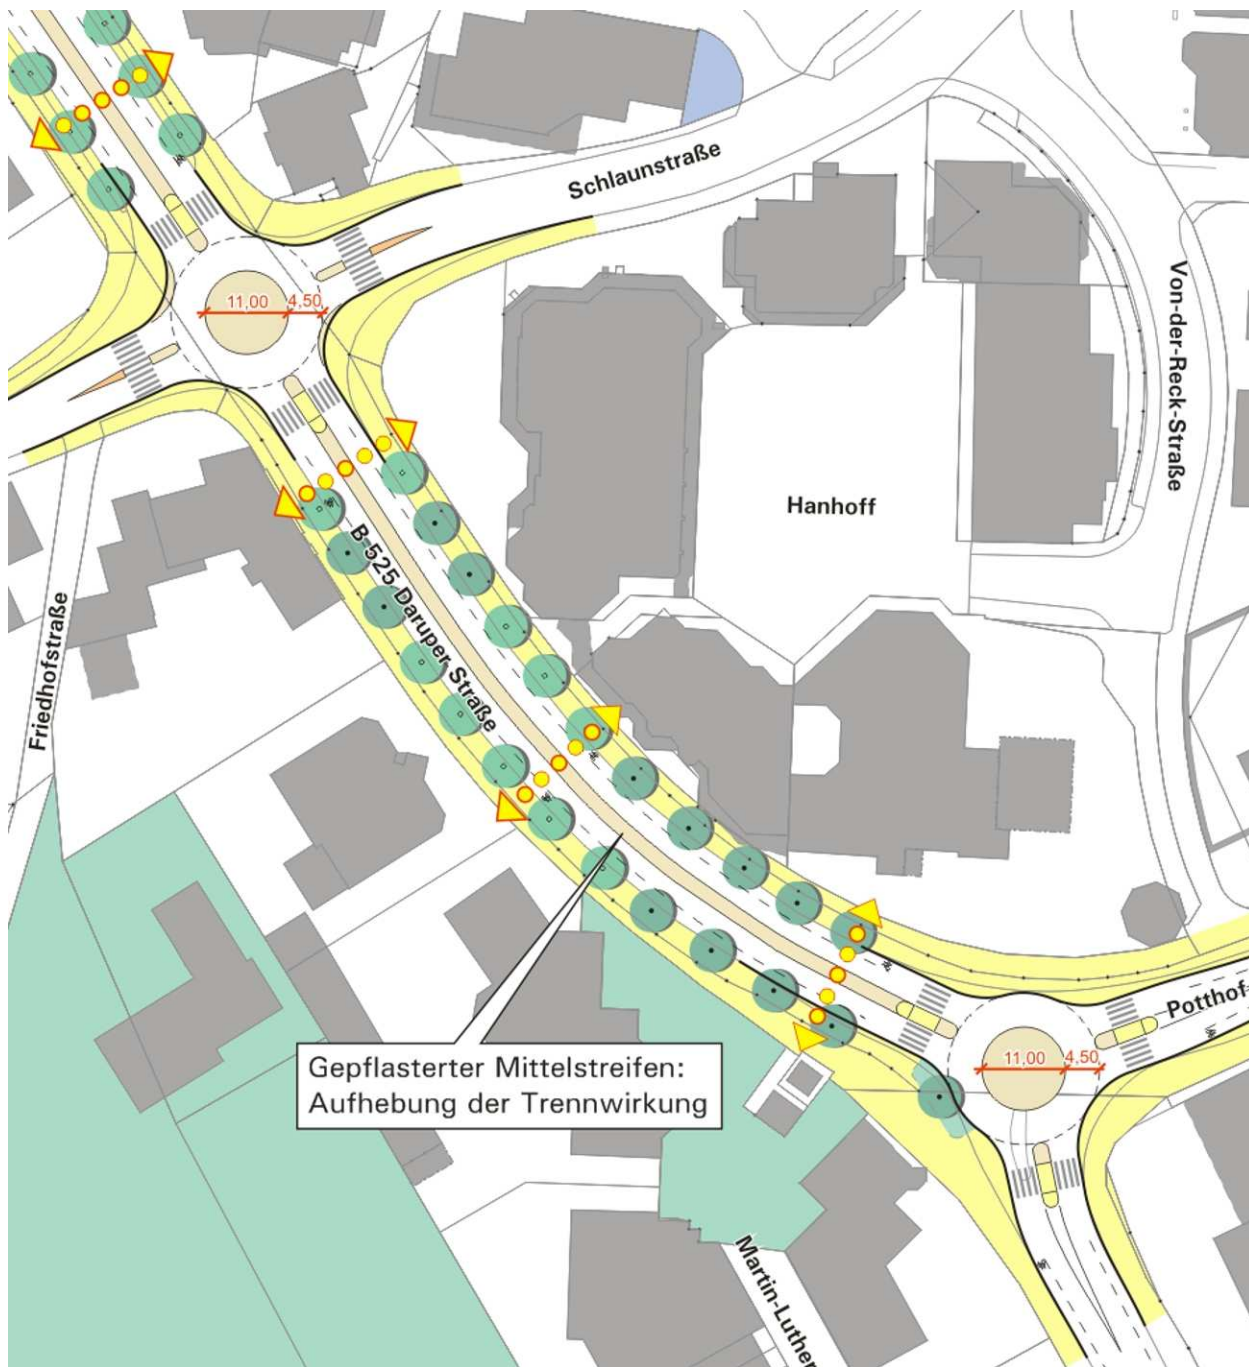 Schlaunstraße
Von-der-Reck-Straße
11,00
4,50
Hanhoff
B 525 Daruper Straße
Friedhofstraße
Gepflasterter Mittelstreifen:
Aufhebung der Trennwirkung
Potthof
11,00
4,50
Martin-Luther